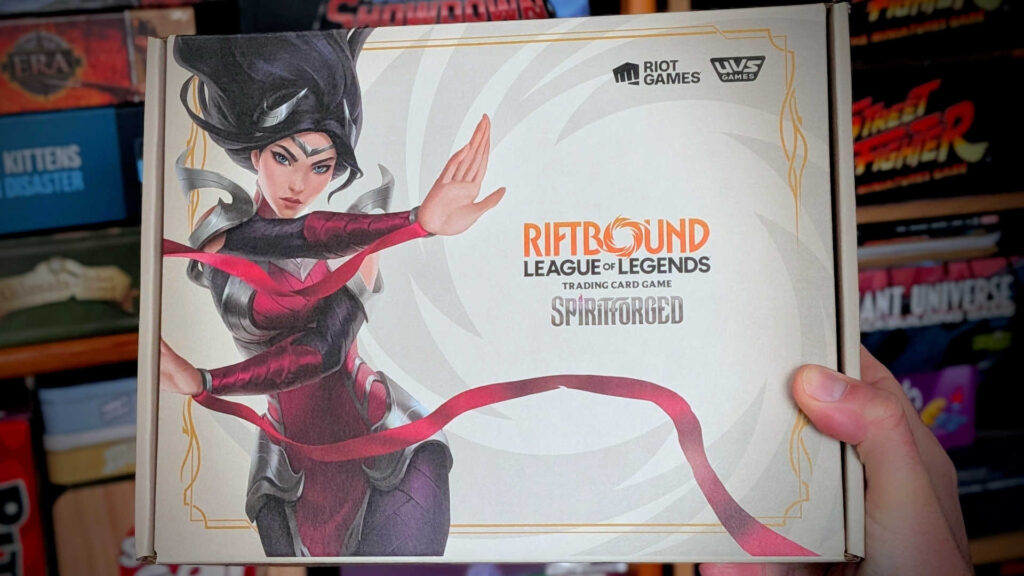 SHOWDOWN
ERA
KITTENS
DISASTER
RIOT
GAMES
UVS
GAMES
RIFTBOUND
LEAGUE OF LEGENDS
TRADING CARD GAME
SPIRITFORGED
STREET
FIGHTER
ANT UNIVERSE